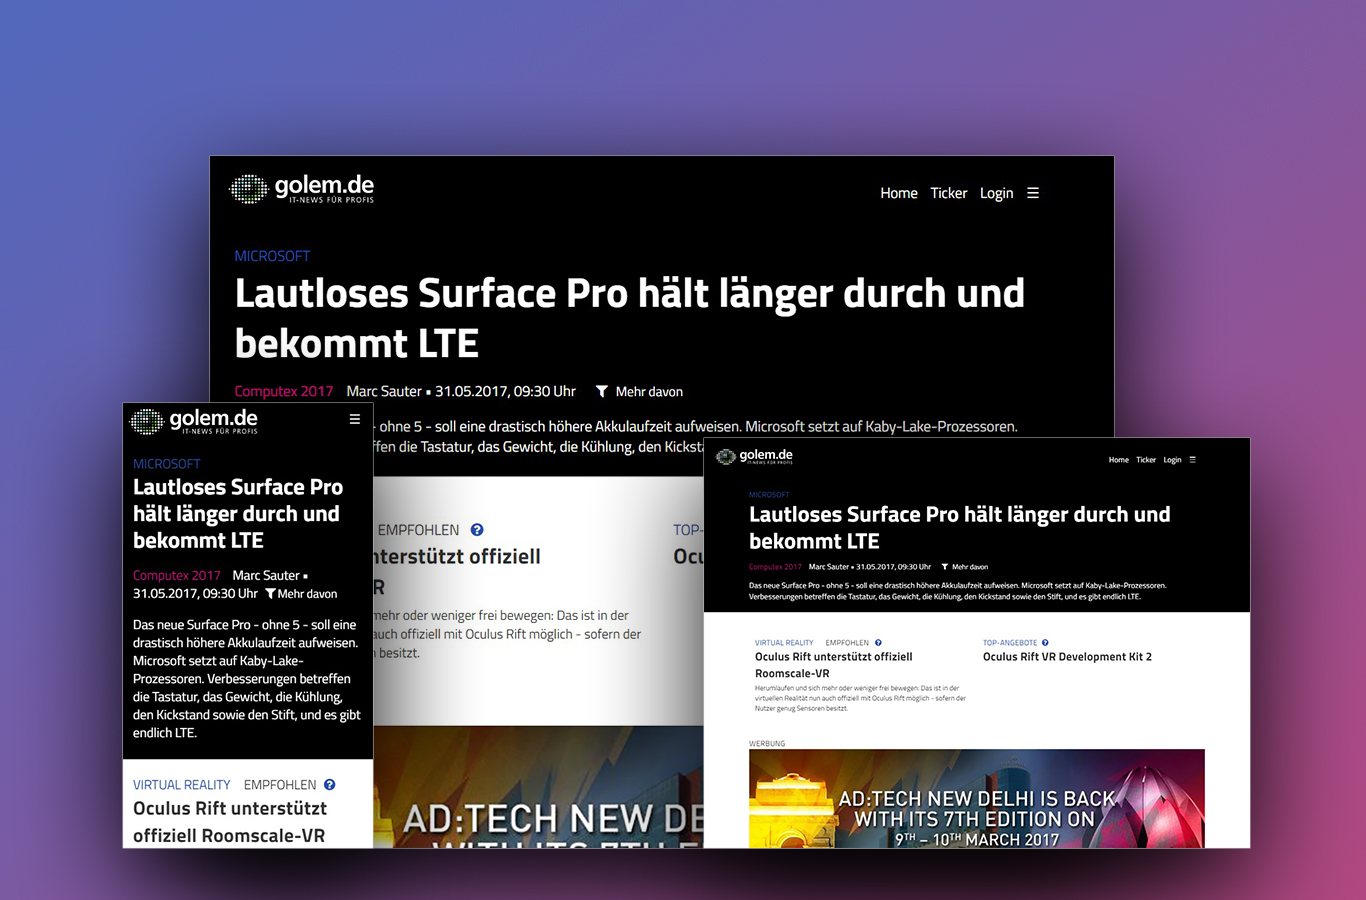 golem.de
IT-NEWS FÜR PROFIS
Home Ticker Login ☰
MICROSOFT
Lautloses Surface Pro hält länger durch und
bekommt LTE
Computex 2017 Marc Sauter ▪ 31.05.2017, 09:30 Uhr Mehr davon
- ohne 5 - soll eine drastisch höhere Akkulaufzeit aufweisen. Microsoft setzt auf Kaby-Lake-Prozessoren.
ffen die Tastatur, das Gewicht, die Kühlung, den Kicksta
EMPFOHLEN ?
TOP-
nterstützt offiziell
Ocu
R
mehr oder weniger frei bewegen: Das ist in der
auch offiziell mit Oculus Rift möglich - sofern der
besitzt.
AD:TECH NEW DE
WITH ITS 7TH E
golem.de
IT-NEWS FÜR PROFIS
☰
MICROSOFT
Lautloses Surface Pro
hält länger durch und
bekommt LTE
Computex 2017 Marc Sauter ▪
31.05.2017, 09:30 Uhr Mehr davon
Das neue Surface Pro - ohne 5 - soll eine
drastisch höhere Akkulaufzeit aufweisen.
Microsoft setzt auf Kaby-Lake-
Prozessoren. Verbesserungen betreffen
die Tastatur, das Gewicht, die Kühlung,
den Kickstand sowie den Stift, und es gibt
endlich LTE.
VIRTUAL REALITY EMPFOHLEN ?
Oculus Rift unterstützt
offiziell Roomscale-VR
golem.de
IT-NEWS FÜR PROFIS
Home Ticker Login ☰
MICROSOFT
Lautloses Surface Pro hält länger durch und
bekommt LTE
Computex 2017 Marc Sauter ▪ 31.05.2017, 09:30 Uhr Mehr davon
Das neue Surface Pro - ohne 5 - soll eine drastisch höhere Akkulaufzeit aufweisen. Microsoft setzt auf Kaby-Lake-Prozessoren.
Verbesserungen betreffen die Tastatur, das Gewicht, die Kühlung, den Kickstand sowie den Stift, und es gibt endlich LTE.
VIRTUAL REALITY EMPFOHLEN ?
Oculus Rift unterstützt offiziell
Roomscale-VR
Herumlaufen und sich mehr oder weniger frei bewegen: Das ist in der
virtuellen Realität nun auch offiziell mit Oculus Rift möglich - sofern der
Nutzer genug Sensoren besitzt.
TOP-ANGEBOTE ?
Oculus Rift VR Development Kit 2
WERBUNG
AD:TECH NEW DELHI IS BACK
WITH ITS 7TH EDITION ON
9TH – 10TH MARCH 2017